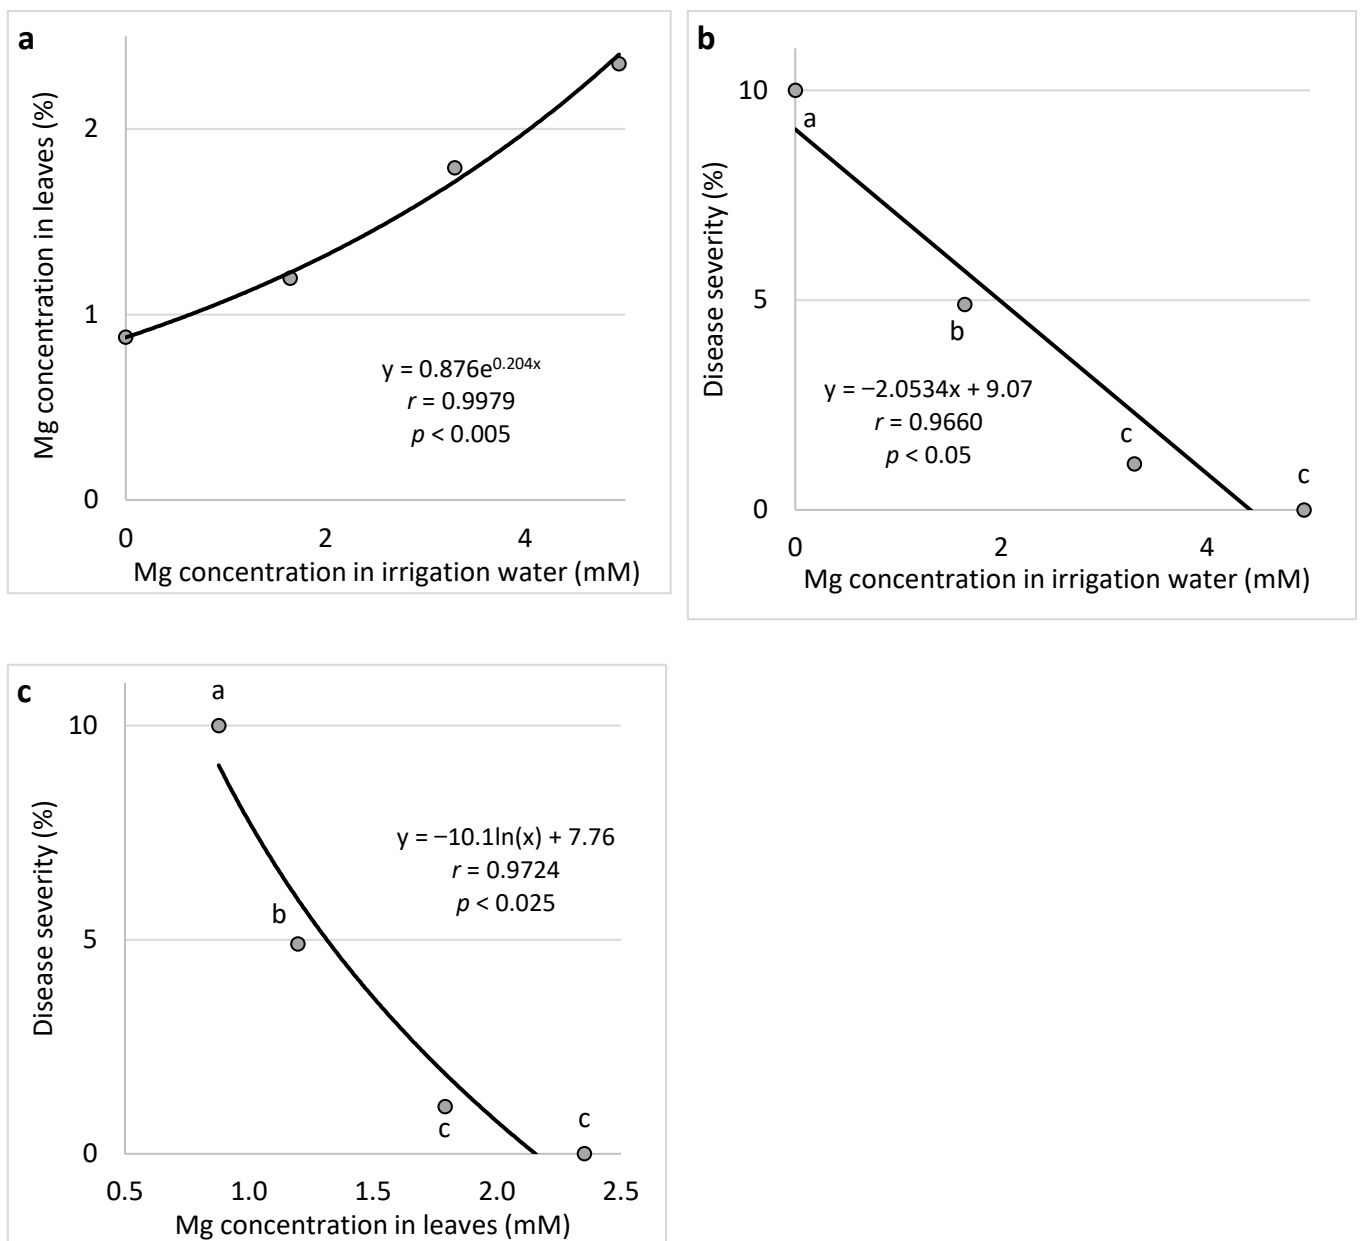 a
Mg concentration in leaves (%)
2
1
0
y = 0.876e^0.204x
r = 0.9979
p < 0.005
0 2 4
Mg concentration in irrigation water (mM)
b
Disease severity (%)
10
5
0
a
b
c
c
y = −2.0534x + 9.07
r = 0.9660
p < 0.05
0 2 4
Mg concentration in irrigation water (mM)
c
Disease severity (%)
10
5
0
a
b
c
c
y = −10.1ln(x) + 7.76
r = 0.9724
p < 0.025
0.5 1.0 1.5 2.0 2.5
Mg concentration in leaves (mM)